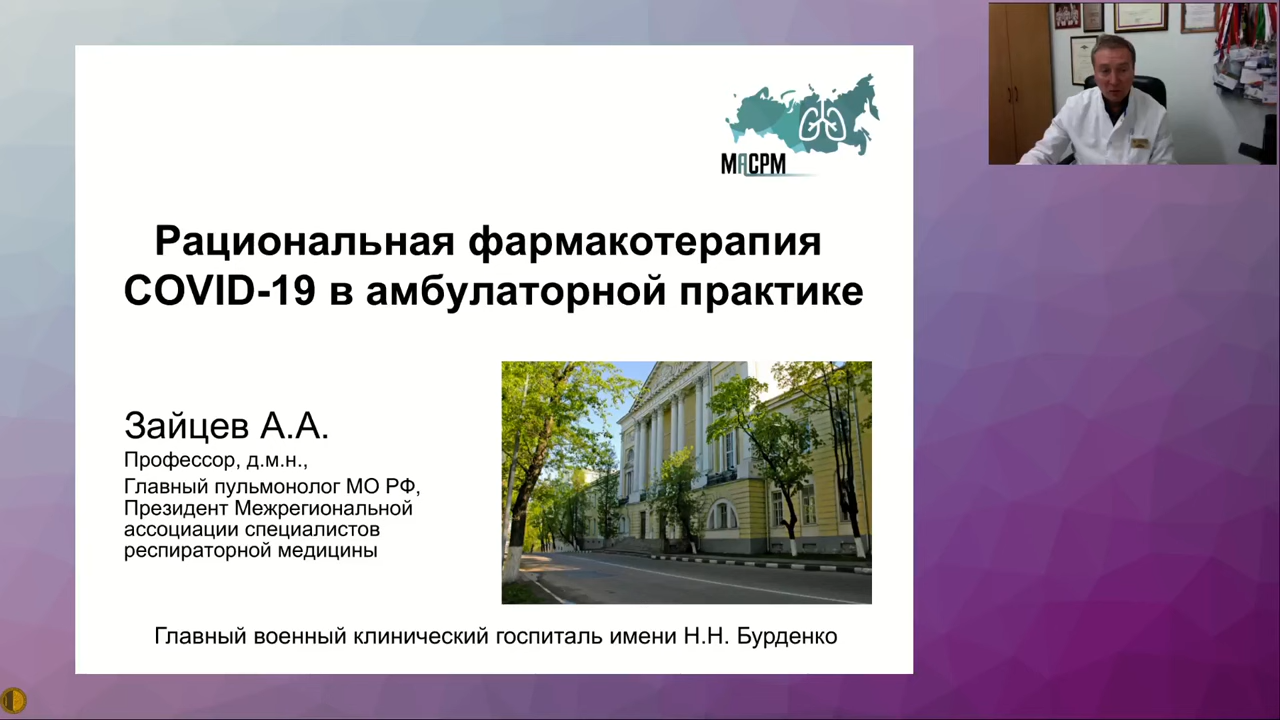 МАСРМ
Рациональная фармакотерапия
COVID-19 в амбулаторной практике
Зайцев А.А.
Профессор, д.м.н.,
Главный пульмонолог МО РФ,
Президент Межрегиональной
ассоциации специалистов
респираторной медицины
Главный военный клинический госпиталь имени Н.Н. Бурденко